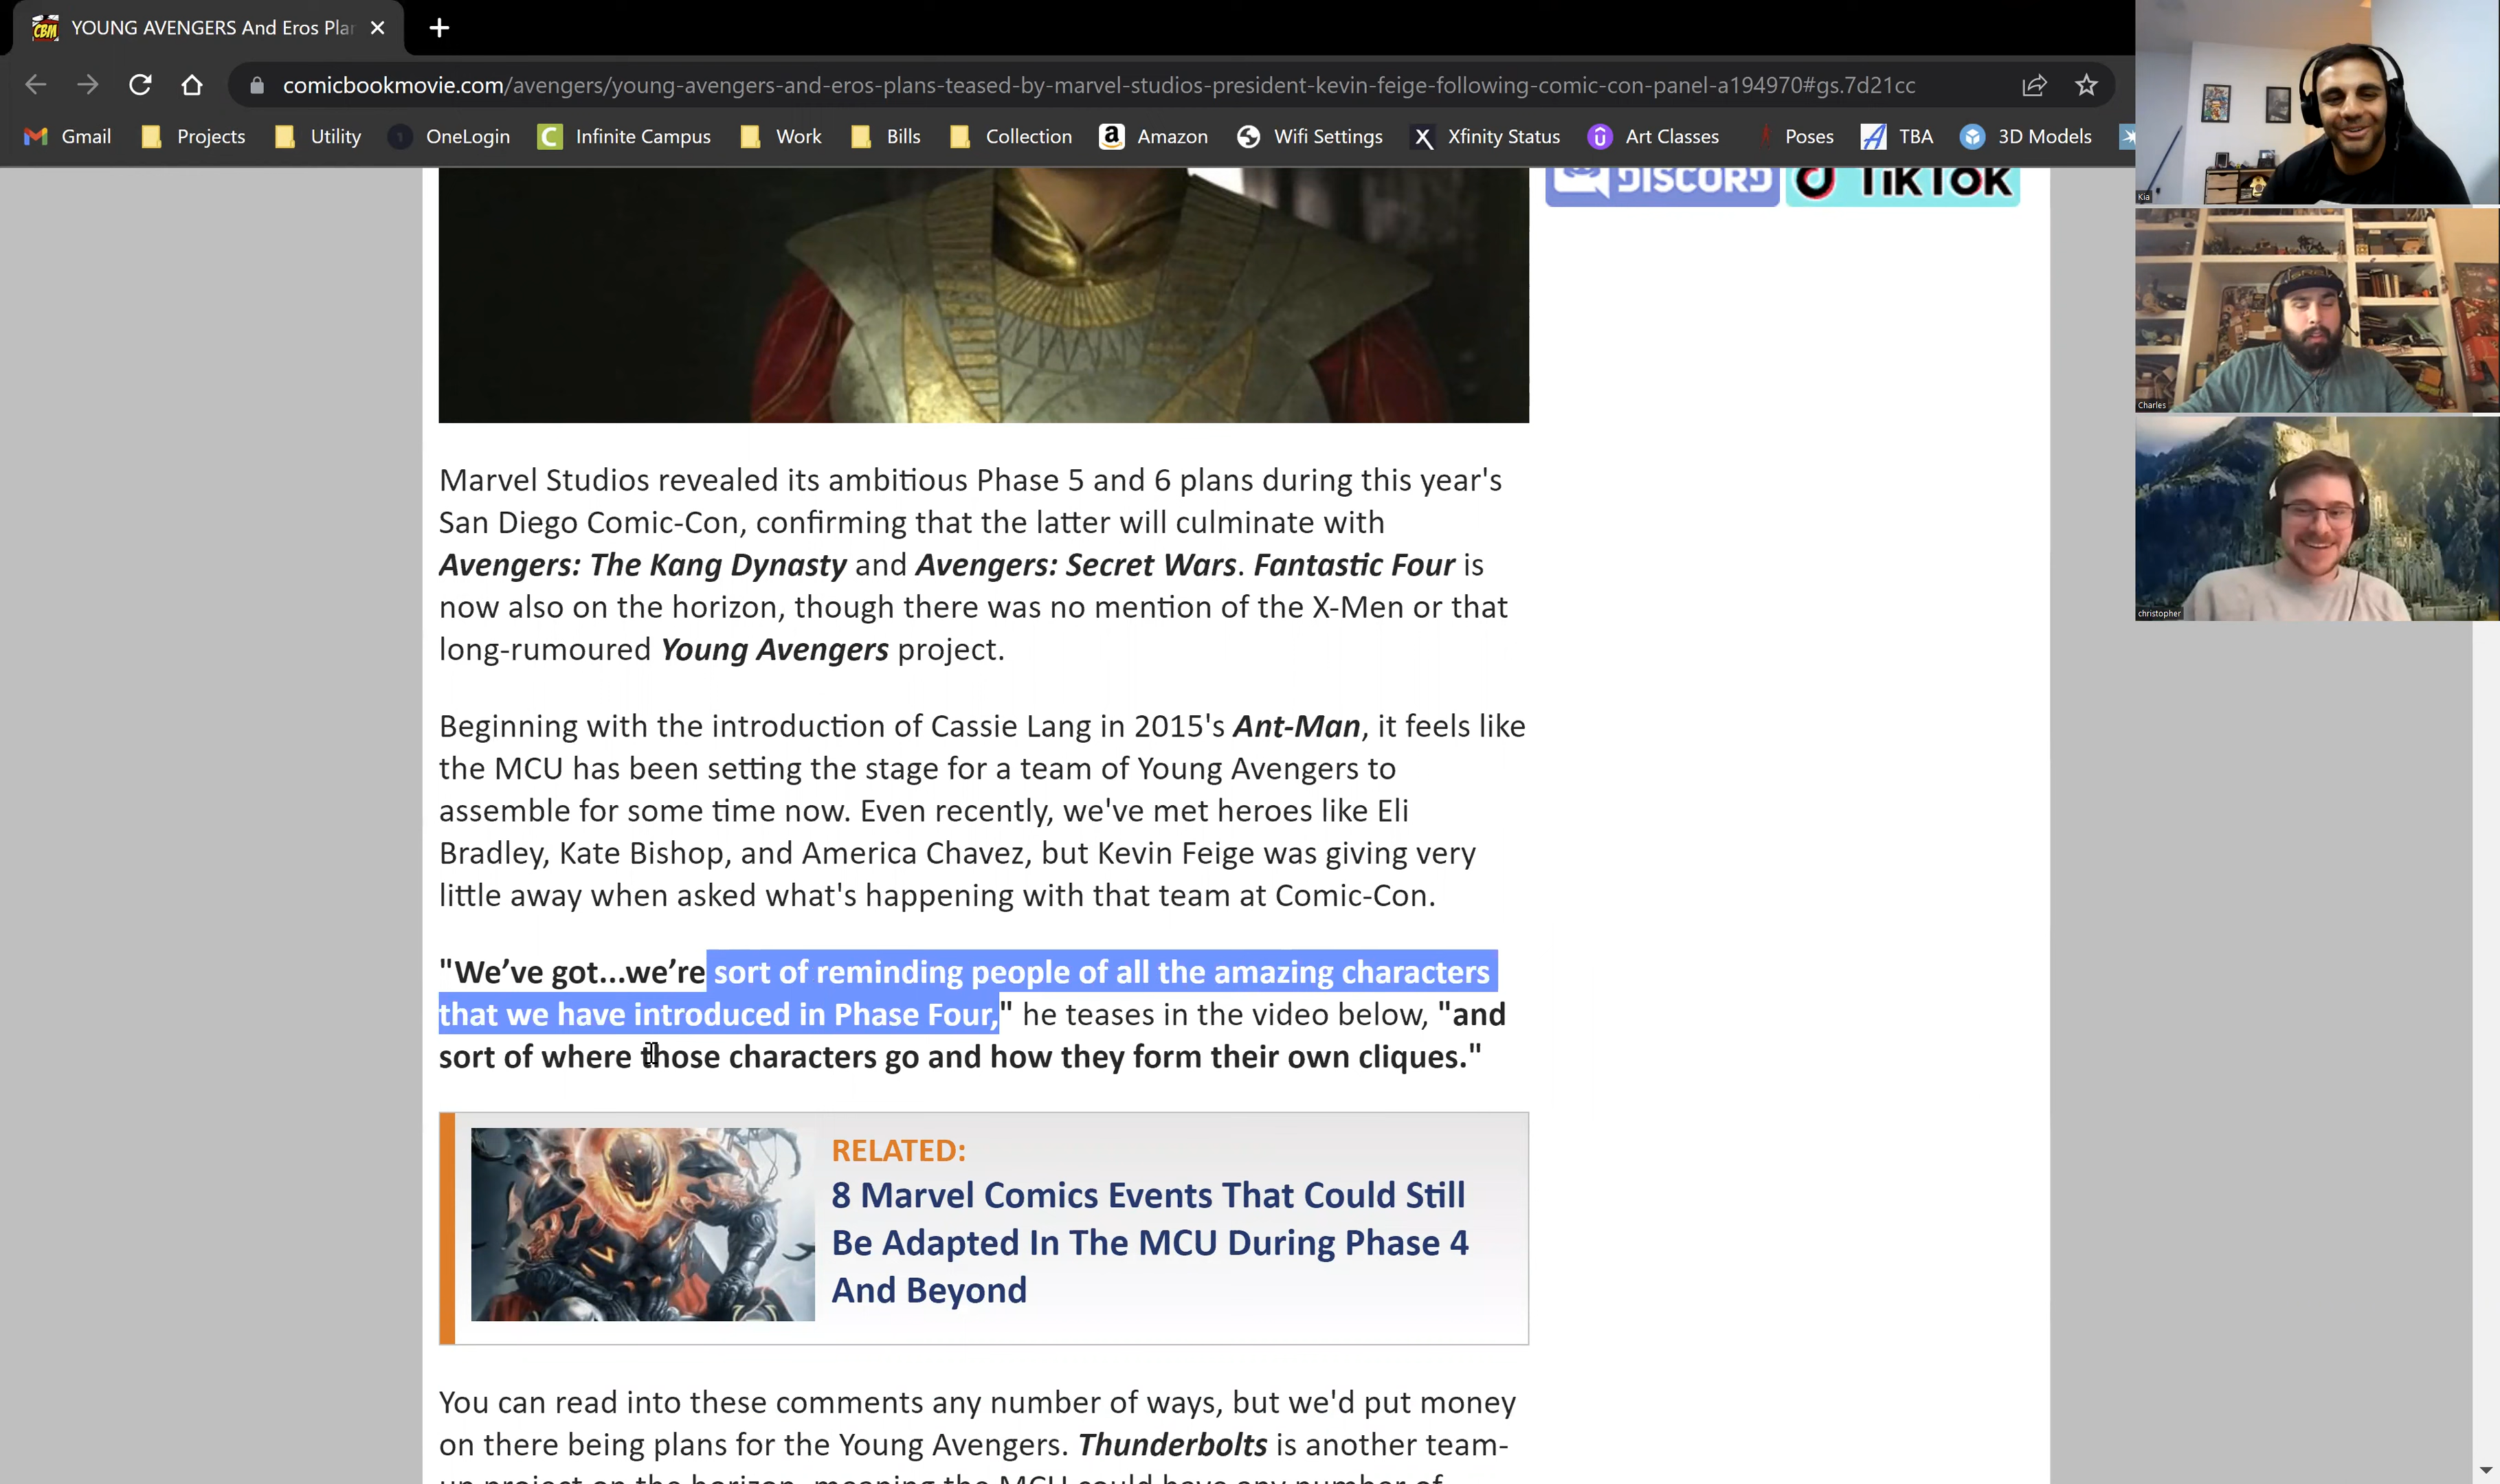 YOUNG AVENGERS And Eros Plan
comicbookmovie.com/avengers/young-avengers-and-eros-plans-teased-by-marvel-studios-president-kevin-feige-following-comic-con-panel-a194970#gs.7d21cc
Gmail Projects Utility OneLogin Infinite Campus Work Bills Collection Amazon Wifi Settings Xfinity Status Art Classes Poses TBA 3D Models
DISCORD TikTok
Kia
Charles
christopher
Marvel Studios revealed its ambitious Phase 5 and 6 plans during this year's
San Diego Comic-Con, confirming that the latter will culminate with
Avengers: The Kang Dynasty and Avengers: Secret Wars. Fantastic Four is
now also on the horizon, though there was no mention of the X-Men or that
long-rumoured Young Avengers project.
Beginning with the introduction of Cassie Lang in 2015's Ant-Man, it feels like
the MCU has been setting the stage for a team of Young Avengers to
assemble for some time now. Even recently, we've met heroes like Eli
Bradley, Kate Bishop, and America Chavez, but Kevin Feige was giving very
little away when asked what's happening with that team at Comic-Con.
"We’ve got...we’re sort of reminding people of all the amazing characters
that we have introduced in Phase Four," he teases in the video below, "and
sort of where those characters go and how they form their own cliques."
RELATED:
8 Marvel Comics Events That Could Still
Be Adapted In The MCU During Phase 4
And Beyond
You can read into these comments any number of ways, but we'd put money
on there being plans for the Young Avengers. Thunderbolts is another team-
up project on the horizon, meaning the MCU could have any number of